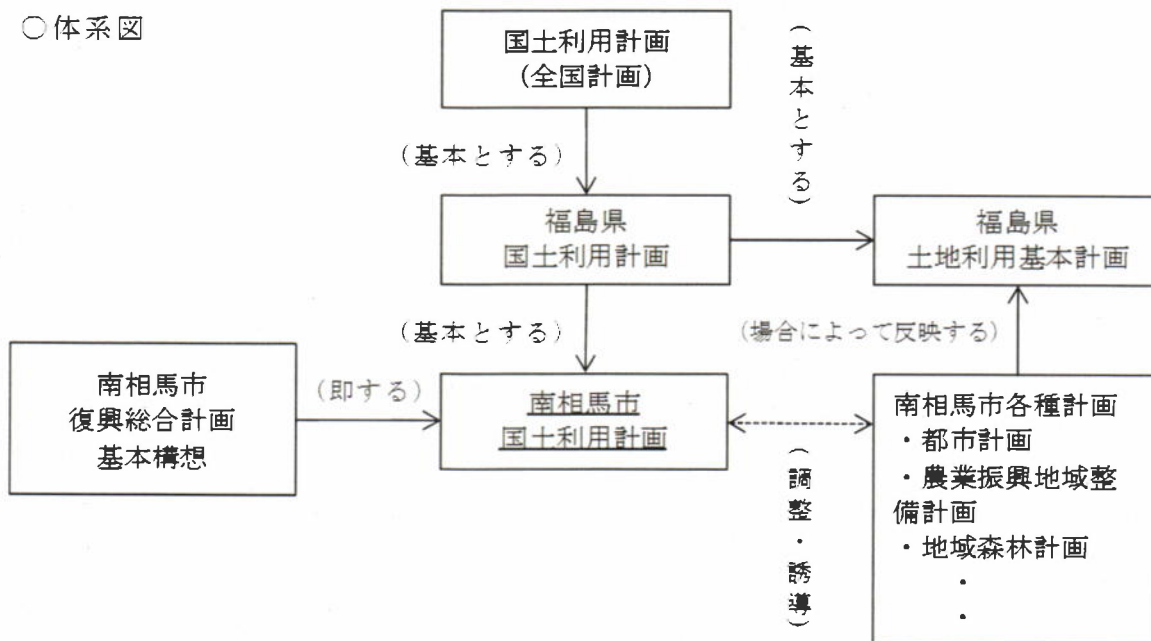 ○体系図
国土利用計画
(全国計画)
(基本とする)
(基本とする)
福島県
国土利用計画
福島県
土地利用基本計画
(基本とする)
(場合によって反映する)
南相馬市
復興総合計画
基本構想
(即する)
南相馬市
国土利用計画
南相馬市各種計画
・都市計画
・農業振興地域整
備計画
・地域森林計画
・
・
(調整・誘導)